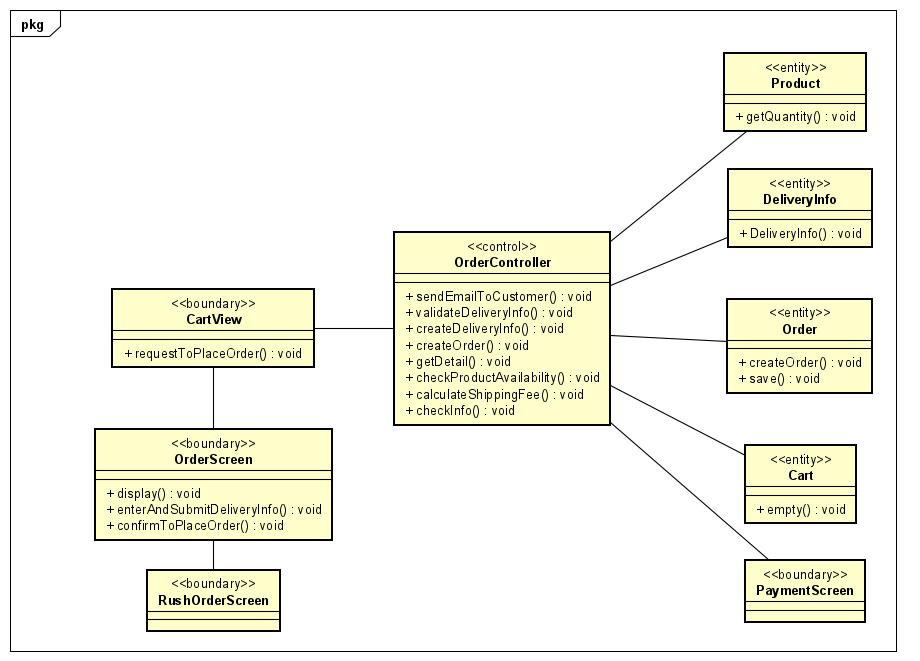 pkg
<<entity>>
Product
+ getQuantity() : void
<<entity>>
DeliveryInfo
+ DeliveryInfo() : void
<<control>>
OrderController
+ sendEmailToCustomer() : void
+ validateDeliveryInfo() : void
+ createDeliveryInfo() : void
+ createOrder() : void
+ getDetail() : void
+ checkProductAvailability() : void
+ calculateShippingFee() : void
+ checkInfo() : void
<<boundary>>
CartView
+ requestToPlaceOrder() : void
<<entity>>
Order
+ createOrder() : void
+ save() : void
<<boundary>>
OrderScreen
+ display() : void
+ enterAndSubmitDeliveryInfo() : void
+ confirmToPlaceOrder() : void
<<entity>>
Cart
+ empty() : void
<<boundary>>
RushOrderScreen
<<boundary>>
PaymentScreen